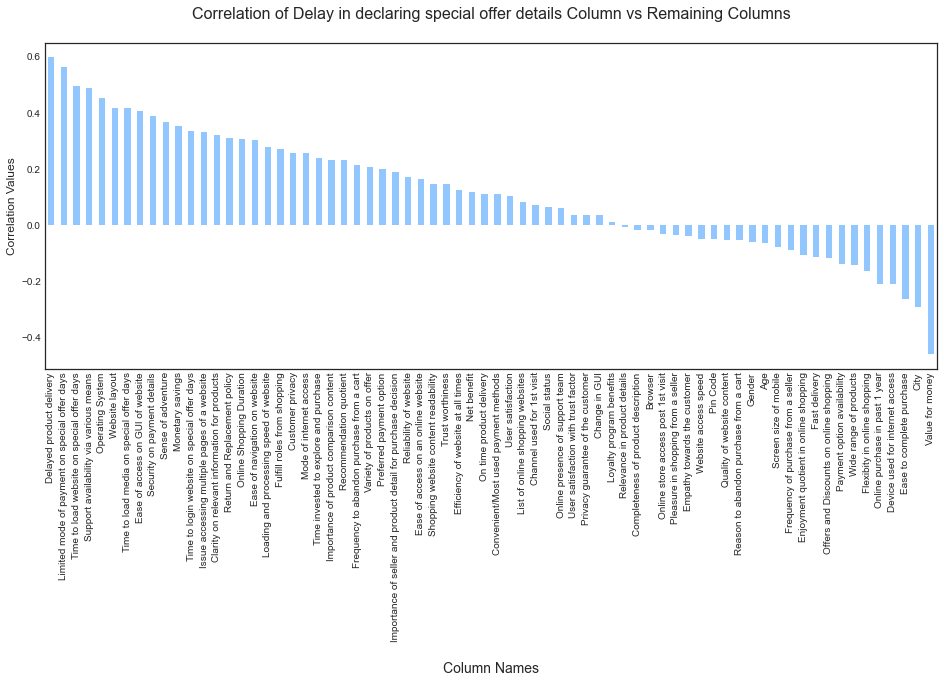 Correlation of Delay in declaring special offer details Column vs Remaining Columns
Correlation Values
0.6
0.4
0.2
0.0
−0.2
−0.4
Delayed product delivery
Limited mode of payment on special offer days
Time to load website on special offer days
Support availability via various means
Operating System
Website layout
Time to load media on special offer days
Ease of access on GUI of website
Security on payment details
Sense of adventure
Monetary savings
Time to login website on special offer days
Issue accessing multiple pages of a website
Clarity on relevant information for products
Return and Replacement policy
Online Shopping Duration
Ease of navigation on website
Loading and processing speed of website
Fulfill roles from shopping
Customer privacy
Mode of internet access
Time invested to explore and purchase
Importance of product comparison content
Recommendation quotient
Frequency to abandon purchase from a cart
Variety of products on offer
Preferred payment option
Importance of seller and product detail for purchase decision
Reliability of website
Ease of access on an online website
Shopping website content readability
Trust worthiness
Efficiency of website at all times
Net benefit
On time product delivery
Convenient/Most used payment methods
User satisfaction
List of online shopping websites
Channel used for 1st visit
Social status
Online presence of support team
User satisfaction with trust factor
Privacy guarantee of the customer
Change in GUI
Loyalty program benefits
Relevance in product details
Completeness of product description
Browser
Online store access post 1st visit
Pleasure in shopping from a seller
Empathy towards the customer
Website access speed
Pin Code
Quality of website content
Reason to abandon purchase from a cart
Gender
Age
Screen size of mobile
Frequency of purchase from a seller
Enjoyment quotient in online shopping
Fast delivery
Offers and Discounts on online shopping
Payment option availability
Wide range of products
Flexibity in online shopping
Online purchase in past 1 year
Device used for internet access
Ease to complete purchase
City
Value for money
Column Names